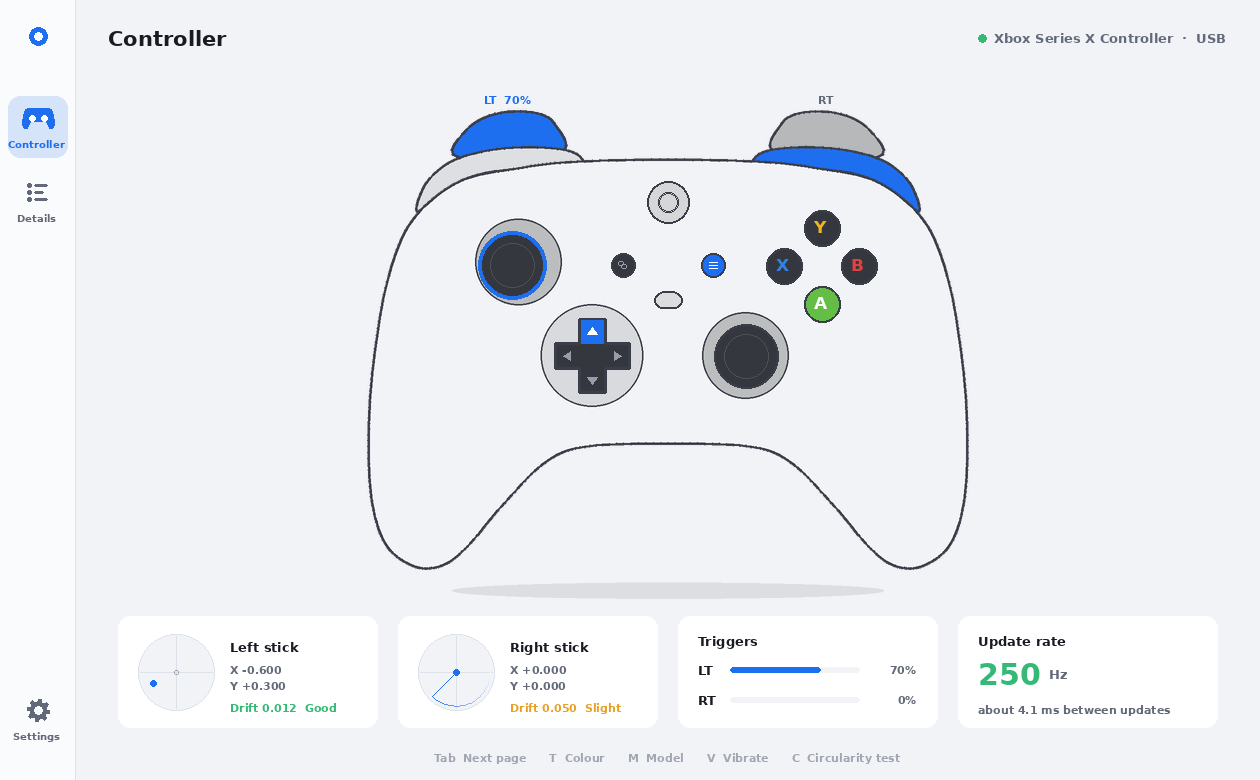 Controller
Xbox Series X Controller · USB
Controller
Details
Settings
LT 70%
RT
Y
X
B
A
Left stick
X -0.600
Y +0.300
Drift 0.012 Good
Right stick
X +0.000
Y +0.000
Drift 0.050 Slight
Triggers
LT 70%
RT 0%
Update rate
250 Hz
about 4.1 ms between updates
Tab Next page T Colour M Model V Vibrate C Circularity test